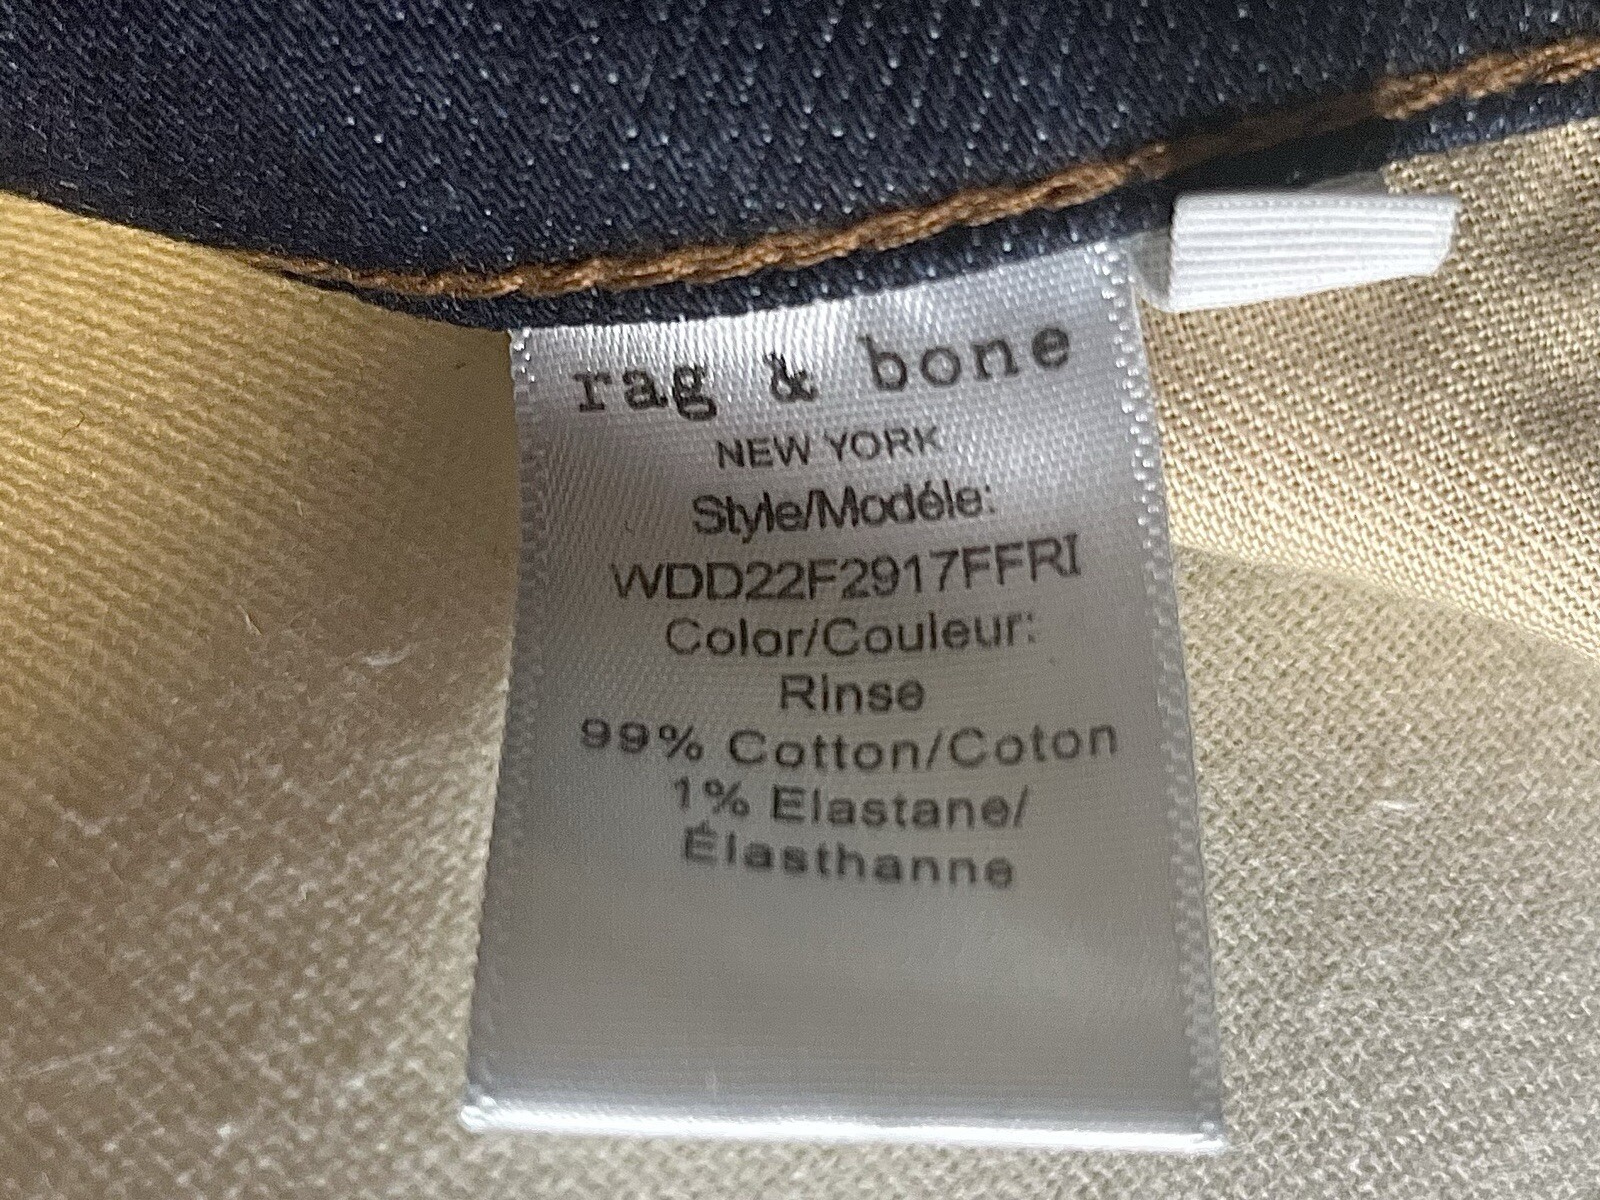 rag & bone
NEW YORK
Style/Modéle:
WDD22F2917FFRI
Color/Couleur:
Rinse
99% Cotton/Coton
1% Elastane/
Élasthanne